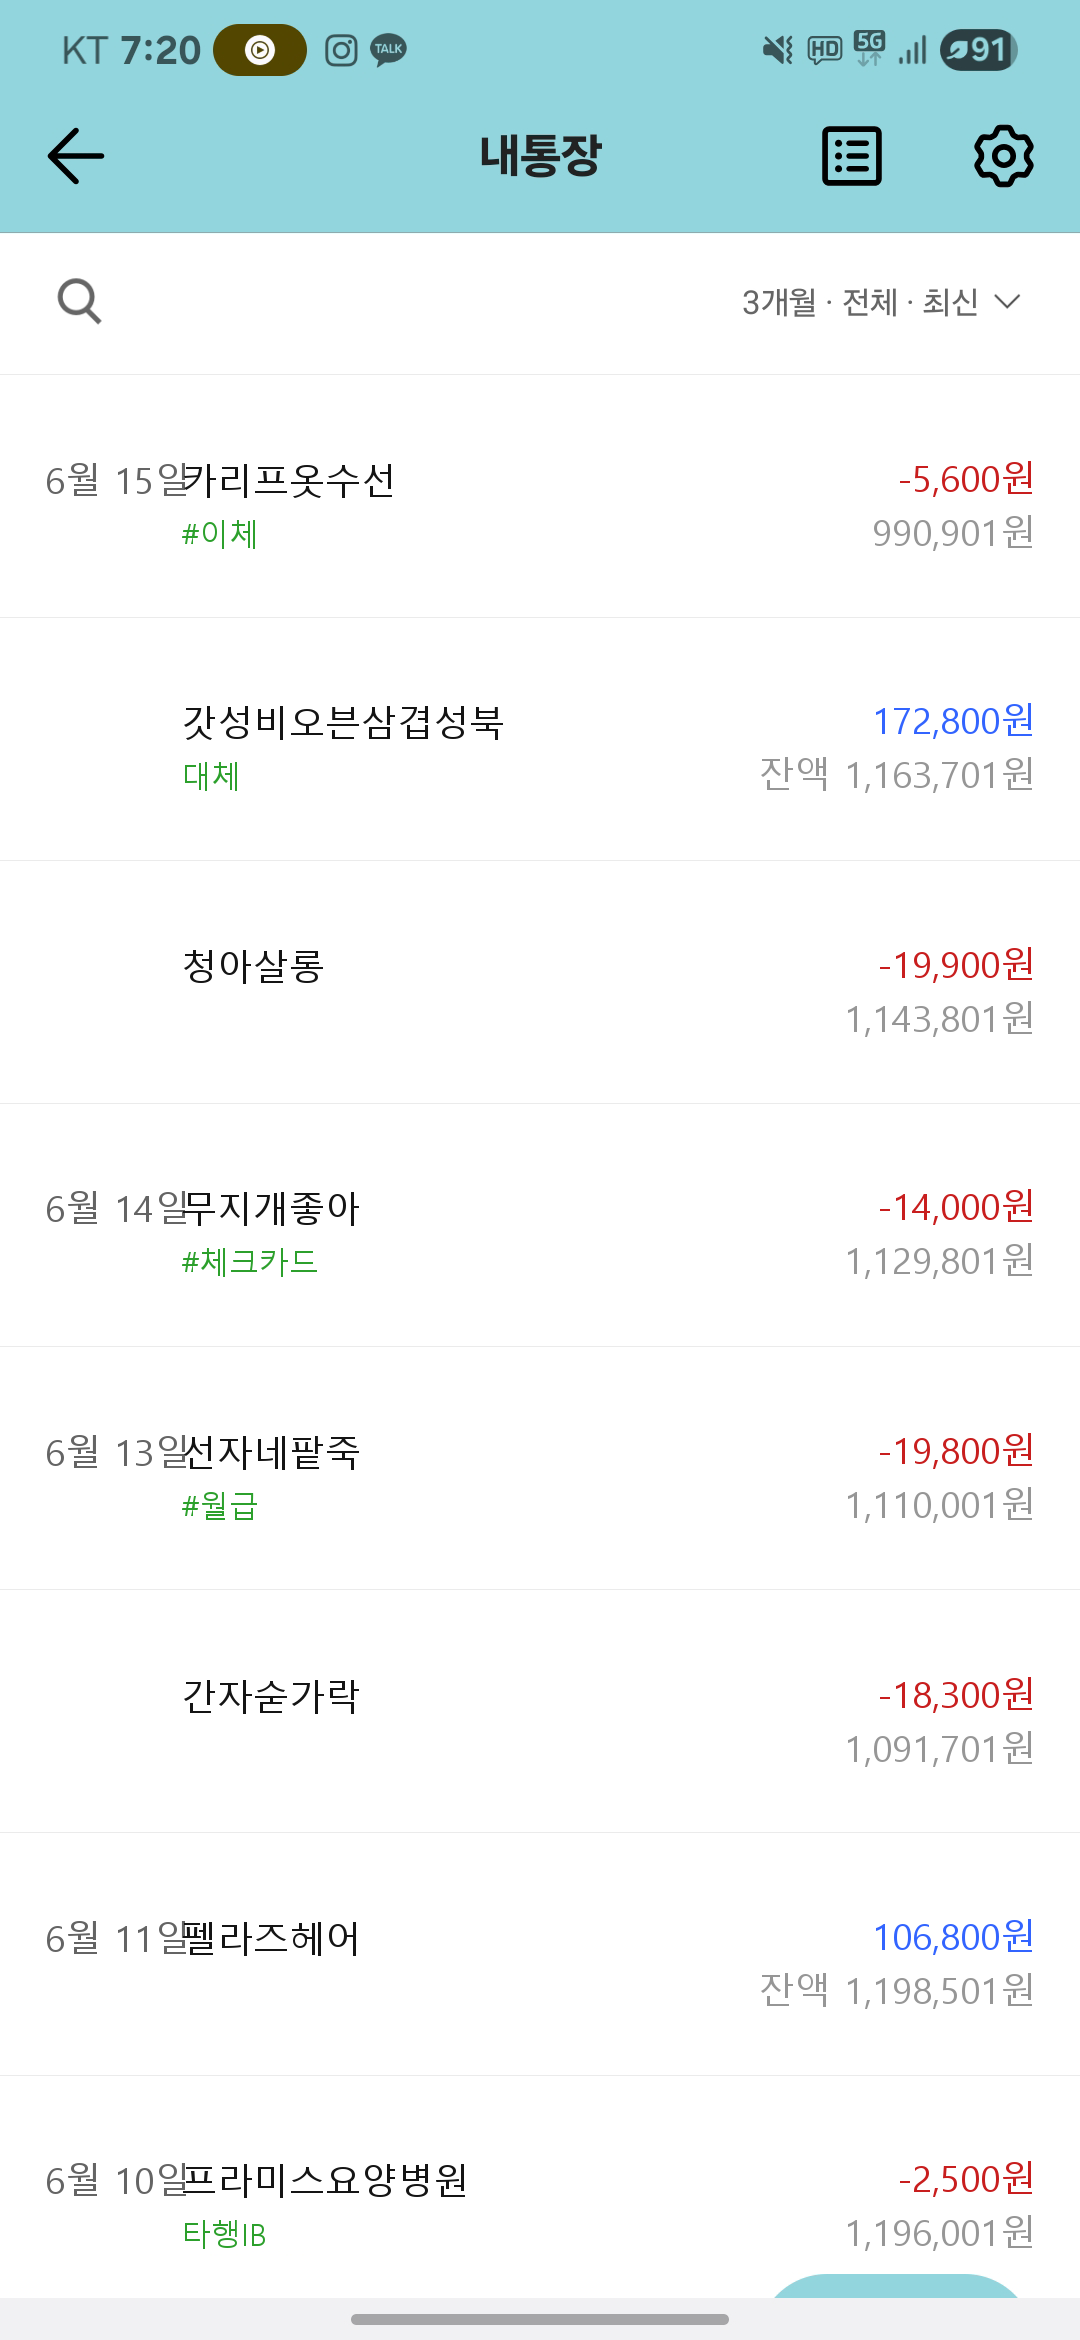 KT 7:20 TALK HD 5G 91
내통장
3개월 · 전체 · 최신
6월 15일 카리프옷수선 -5,600원
#이체 990,901원
갓성비오븐삼겹성북 172,800원
대체 잔액 1,163,701원
청아살롱 -19,900원
1,143,801원
6월 14일 무지개좋아 -14,000원
#체크카드 1,129,801원
6월 13일 선자네팥죽 -19,800원
#월급 1,110,001원
간자숟가락 -18,300원
1,091,701원
6월 11일 펠라즈헤어 106,800원
잔액 1,198,501원
6월 10일 프라미스요양병원 -2,500원
타행IB 1,196,001원